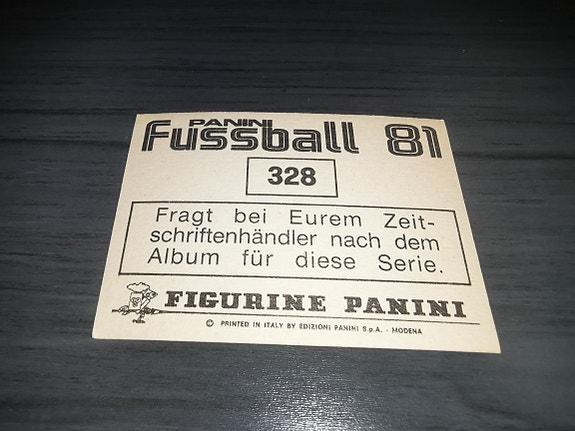 PANINI
Fussball 81
328
Fragt bei Eurem Zeit-
schriftenhändler nach dem
Album für diese Serie.
FIGURINE PANINI
© PRINTED IN ITALY BY EDIZIONI PANINI S.p.A. - MODENA